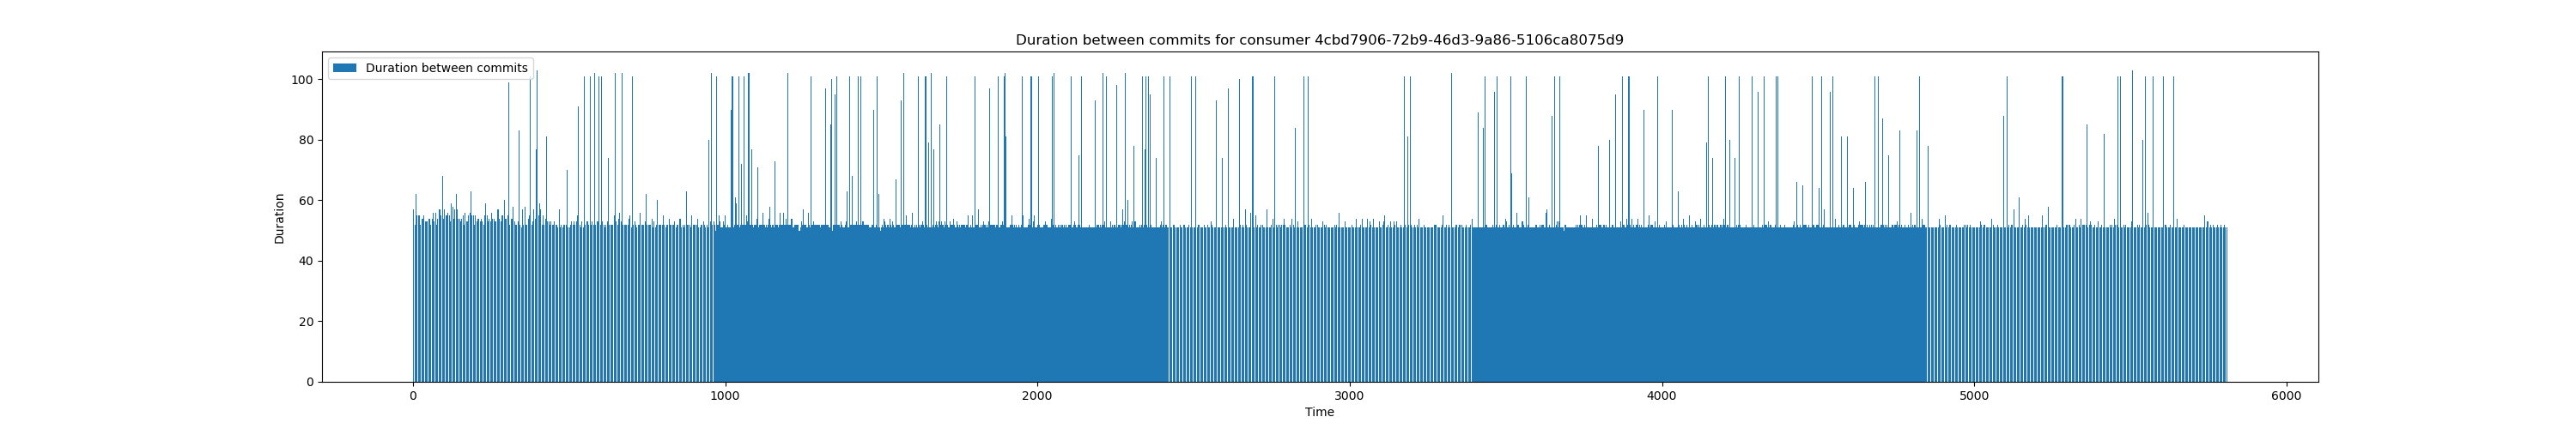 Duration between commits for consumer 4cbd7906-72b9-46d3-9a86-5106ca8075d9
Duration between commits
100
80
60
40
20
0
Duration
0 1000 2000 3000 4000 5000 6000
Time